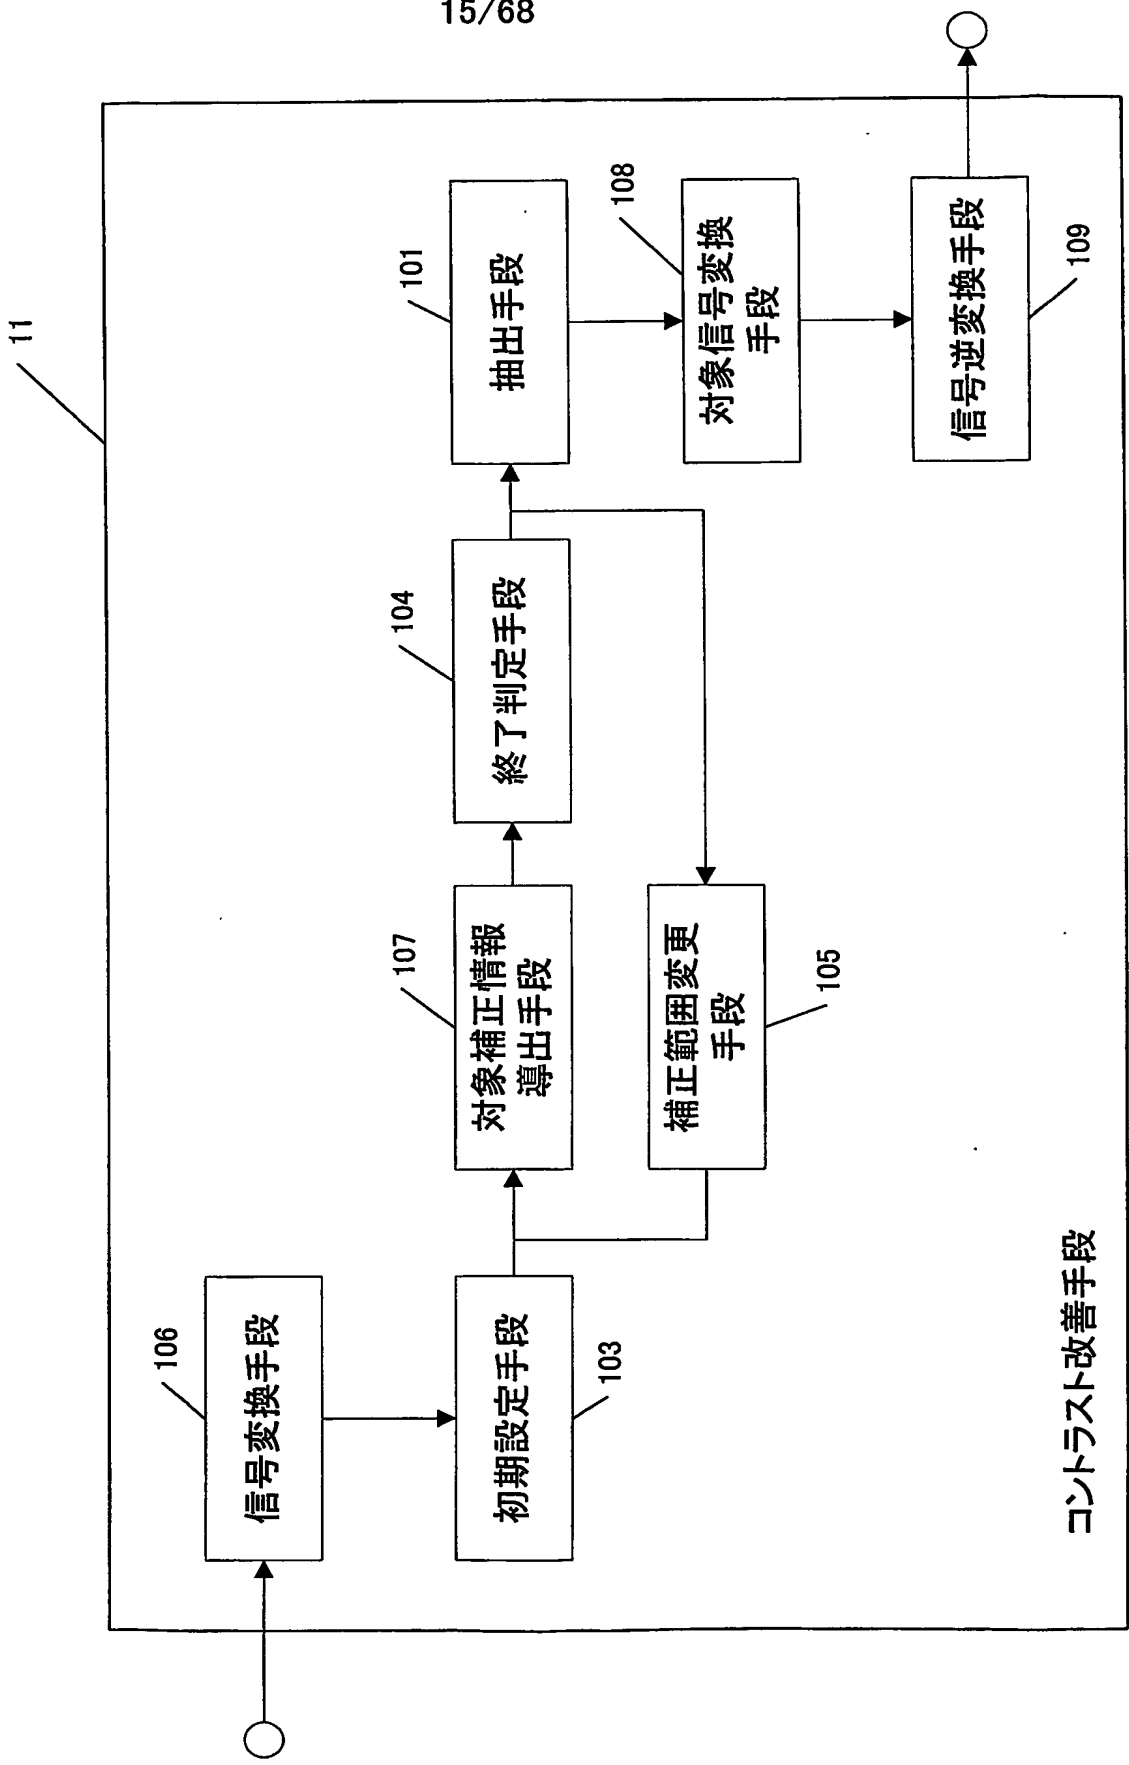 15/68
11
106
信号変換手段
初期設定手段
103
107
対象補正情報
導出手段
104
終了判定手段
補正範囲変更
手段
105
101
抽出手段
108
対象信号変換
手段
信号逆変換手段
109
コントラスト改善手段